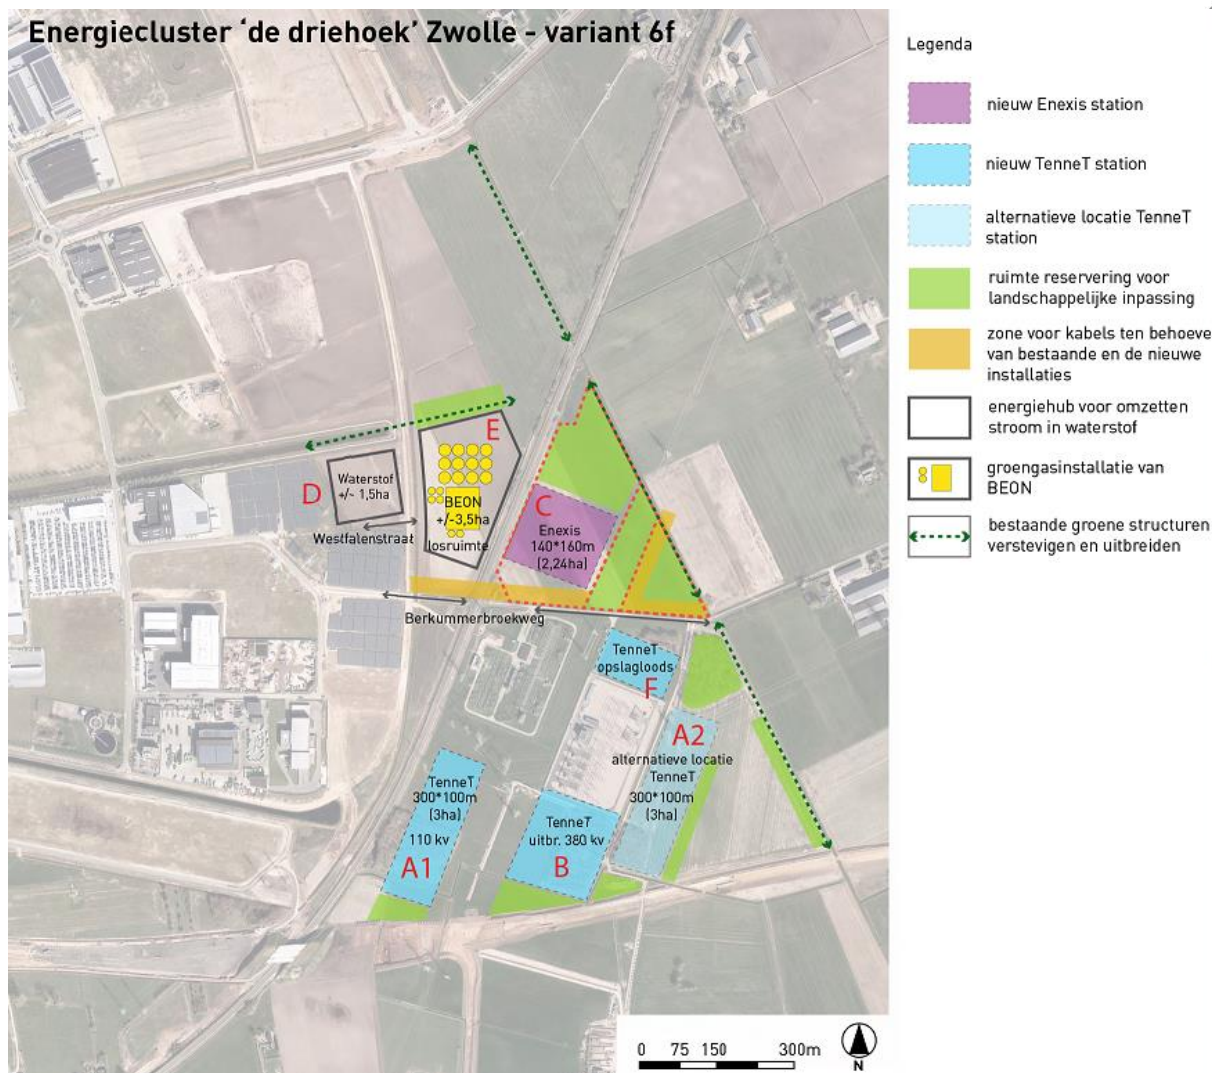 Energiecluster ‘de driehoek’ Zwolle - variant 6f
Legenda
nieuw Enexis station
nieuw TenneT station
alternatieve locatie TenneT
station
ruimte reservering voor
landschappelijke inpassing
zone voor kabels ten behoeve
van bestaande en de nieuwe
installaties
energiehub voor omzetten
stroom in waterstof
groengasinstallatie van
BEON
bestaande groene structuren
verstevigen en uitbreiden
E
D
Waterstof
+/- 1,5ha
BEON
+/-3,5ha
losruimte
Westfalenstraat
C
Enexis
140*160m
(2,24ha)
Berkummerbroekweg
TenneT
opslagloods
F
A2
alternatieve locatie
TenneT
300*100m
(3ha)
TenneT
300*100m
(3ha)
110 kv
A1
TenneT
uitbr. 380 kv
B
0 75 150 300m
N